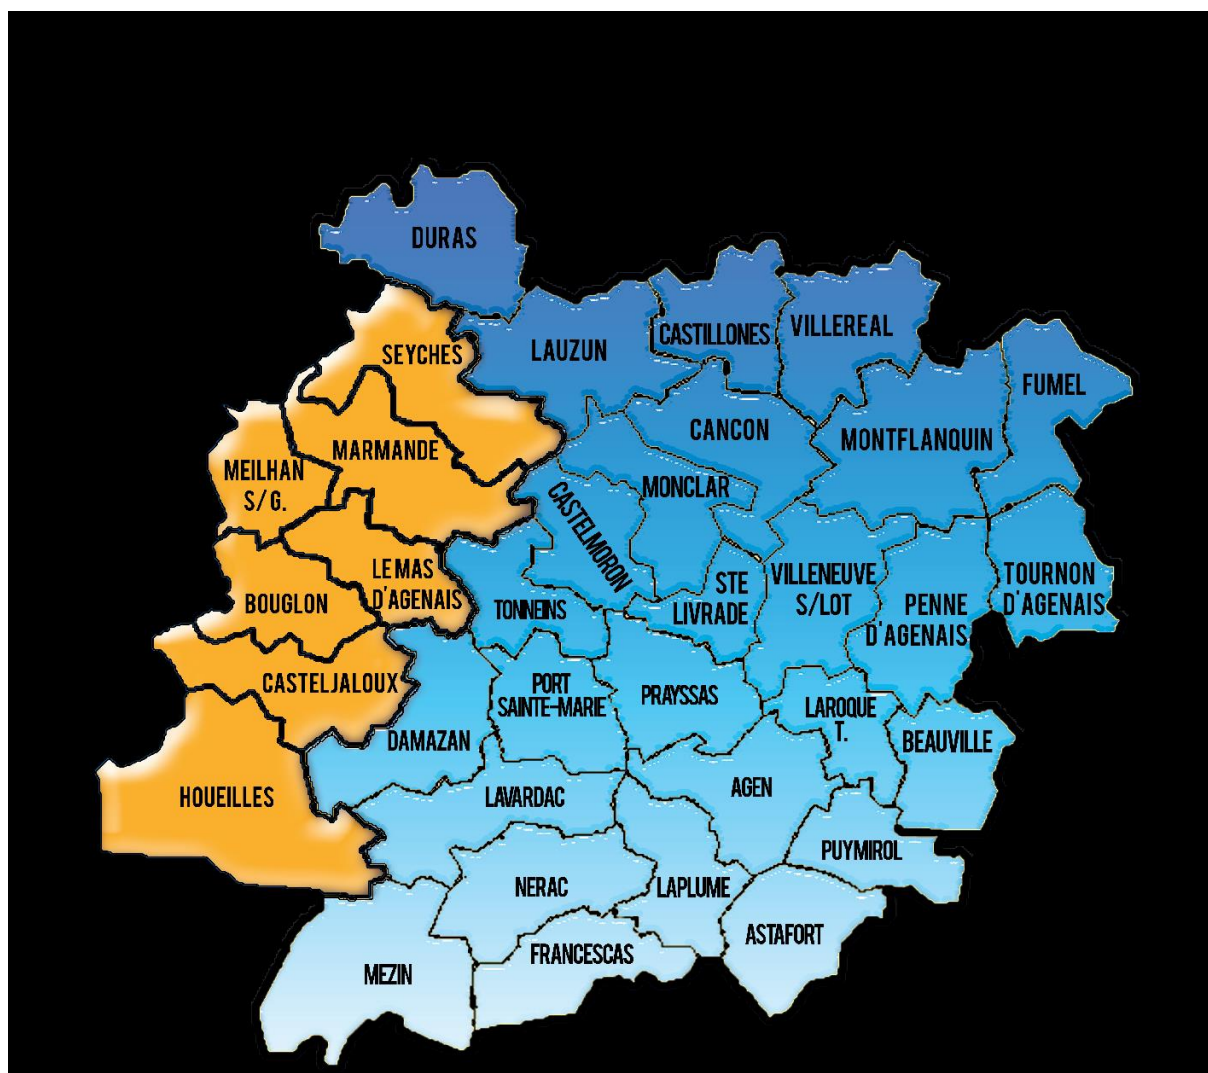 DURAS
CASTILLONES
VILLEREAL
LAUZUN
SEYCHES
FUMEL
CANCON
MONTFLANQUIN
MARMANDE
MEILHAN
S/G.
MONCLAR
CASTELMORON
LE MAS
D'AGENAIS
BOUGLON
TONNEINS
STE
LIVRADE
VILLENEUVE
S/LOT
PENNE
D'AGENAIS
TOURNON
D'AGENAIS
CASTELJALOUX
PORT
SAINTE-MARIE
PRAYSSAS
LAROQUE
T.
DAMAZAN
BEAUVILLE
HOUEILLES
LAVARDAC
AGEN
PUYMIROL
NERAC
LAPLUME
ASTAFORT
FRANCESCAS
MEZIN